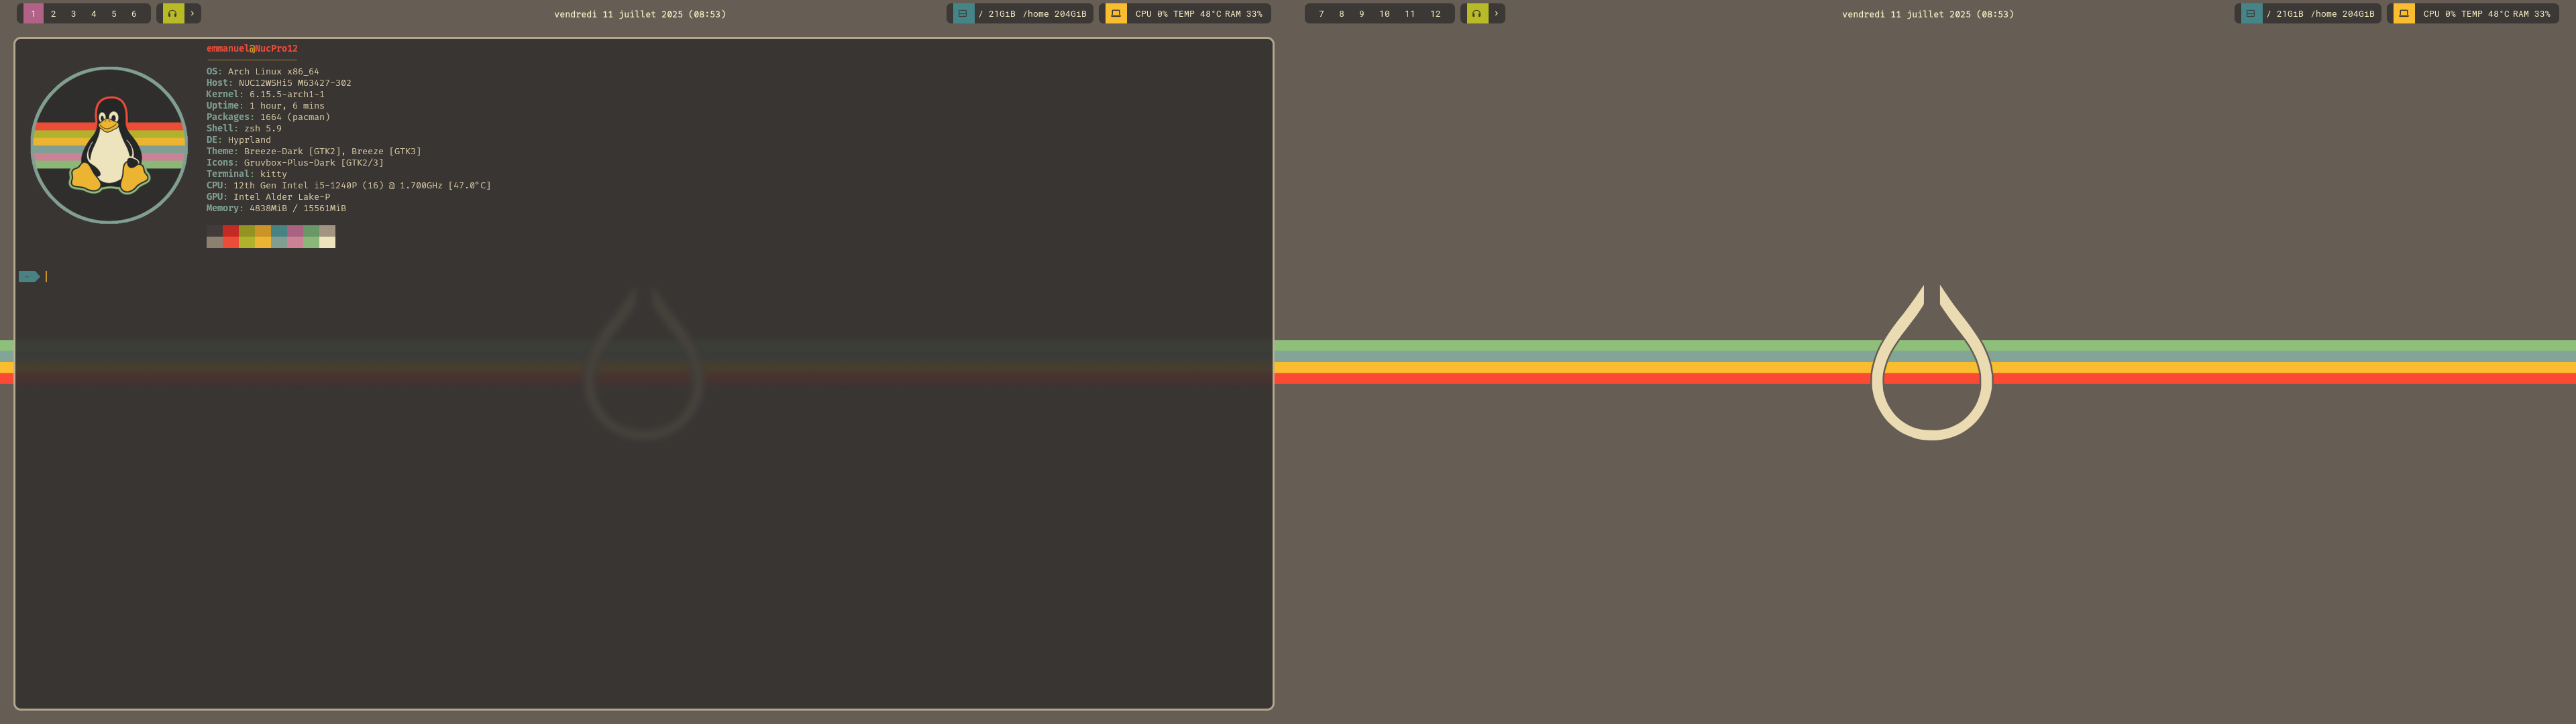 1 2 3 4 5 6
vendredi 11 juillet 2025 (08:53)
/ 21GiB /home 204GiB
CPU 0% TEMP 48°C RAM 33%
7 8 9 10 11 12
vendredi 11 juillet 2025 (08:53)
/ 21GiB /home 204GiB
CPU 0% TEMP 48°C RAM 33%
emmanuel@NucPro12
OS: Arch Linux x86_64
Host: NUC12WSHi5 M63427-302
Kernel: 6.15.5-arch1-1
Uptime: 1 hour, 6 mins
Packages: 1664 (pacman)
Shell: zsh 5.9
DE: Hyprland
Theme: Breeze-Dark [GTK2], Breeze [GTK3]
Icons: Gruvbox-Plus-Dark [GTK2/3]
Terminal: kitty
CPU: 12th Gen Intel i5-1240P (16) @ 1.700GHz [47.0°C]
GPU: Intel Alder Lake-P
Memory: 4838MiB / 15561MiB
~